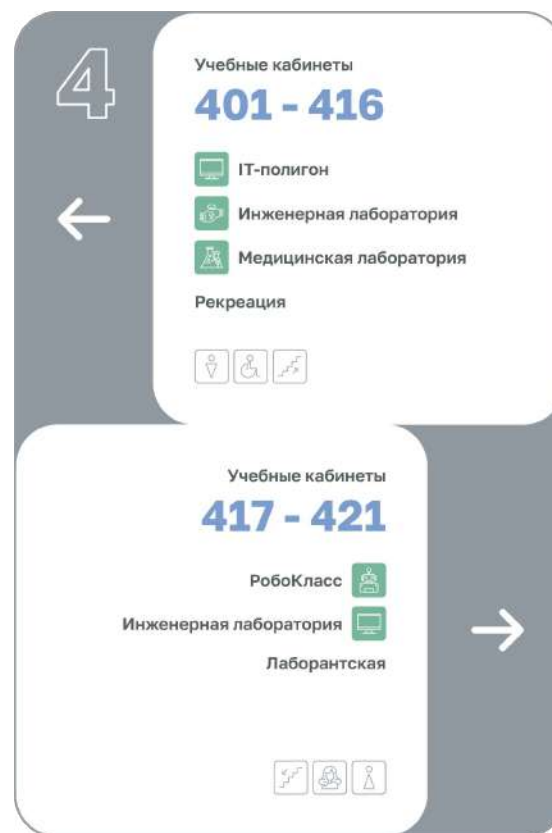 4
Учебные кабинеты
401 - 416
IT-полигон
Инженерная лаборатория
Медицинская лаборатория
Рекреация
Учебные кабинеты
417 - 421
РобоКласс
Инженерная лаборатория
Лаборантская